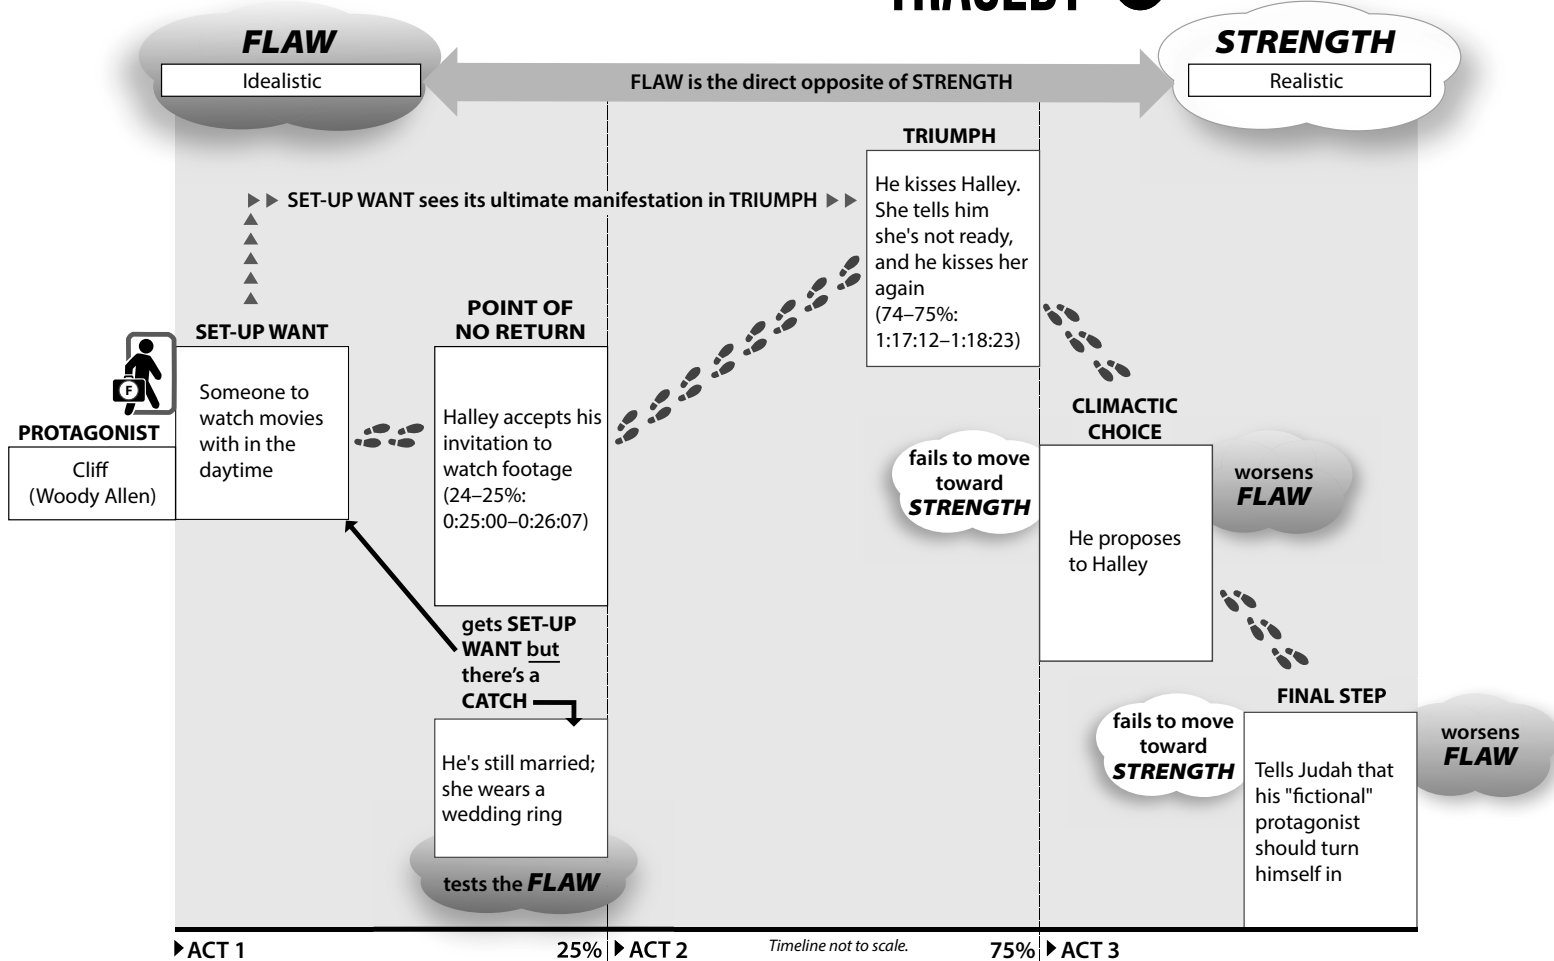 TRAGEDY
FLAW
Idealistic
FLAW is the direct opposite of STRENGTH
STRENGTH
Realistic
TRIUMPH
He kisses Halley.
She tells him
she's not ready,
and he kisses her
again
(74–75%:
1:17:12–1:18:23)
SET-UP WANT sees its ultimate manifestation in TRIUMPH
POINT OF
NO RETURN
Halley accepts his
invitation to
watch footage
(24–25%:
0:25:00–0:26:07)
SET-UP WANT
Someone to
watch movies
with in the
daytime
F
PROTAGONIST
Cliff
(Woody Allen)
gets SET-UP
WANT but
there's a
CATCH
He's still married;
she wears a
wedding ring
tests the FLAW
CLIMACTIC
CHOICE
fails to move
toward
STRENGTH
He proposes
to Halley
worsens
FLAW
FINAL STEP
fails to move
toward
STRENGTH
Tells Judah that
his "fictional"
protagonist
should turn
himself in
worsens
FLAW
ACT 1
25%
ACT 2
Timeline not to scale.
75%
ACT 3